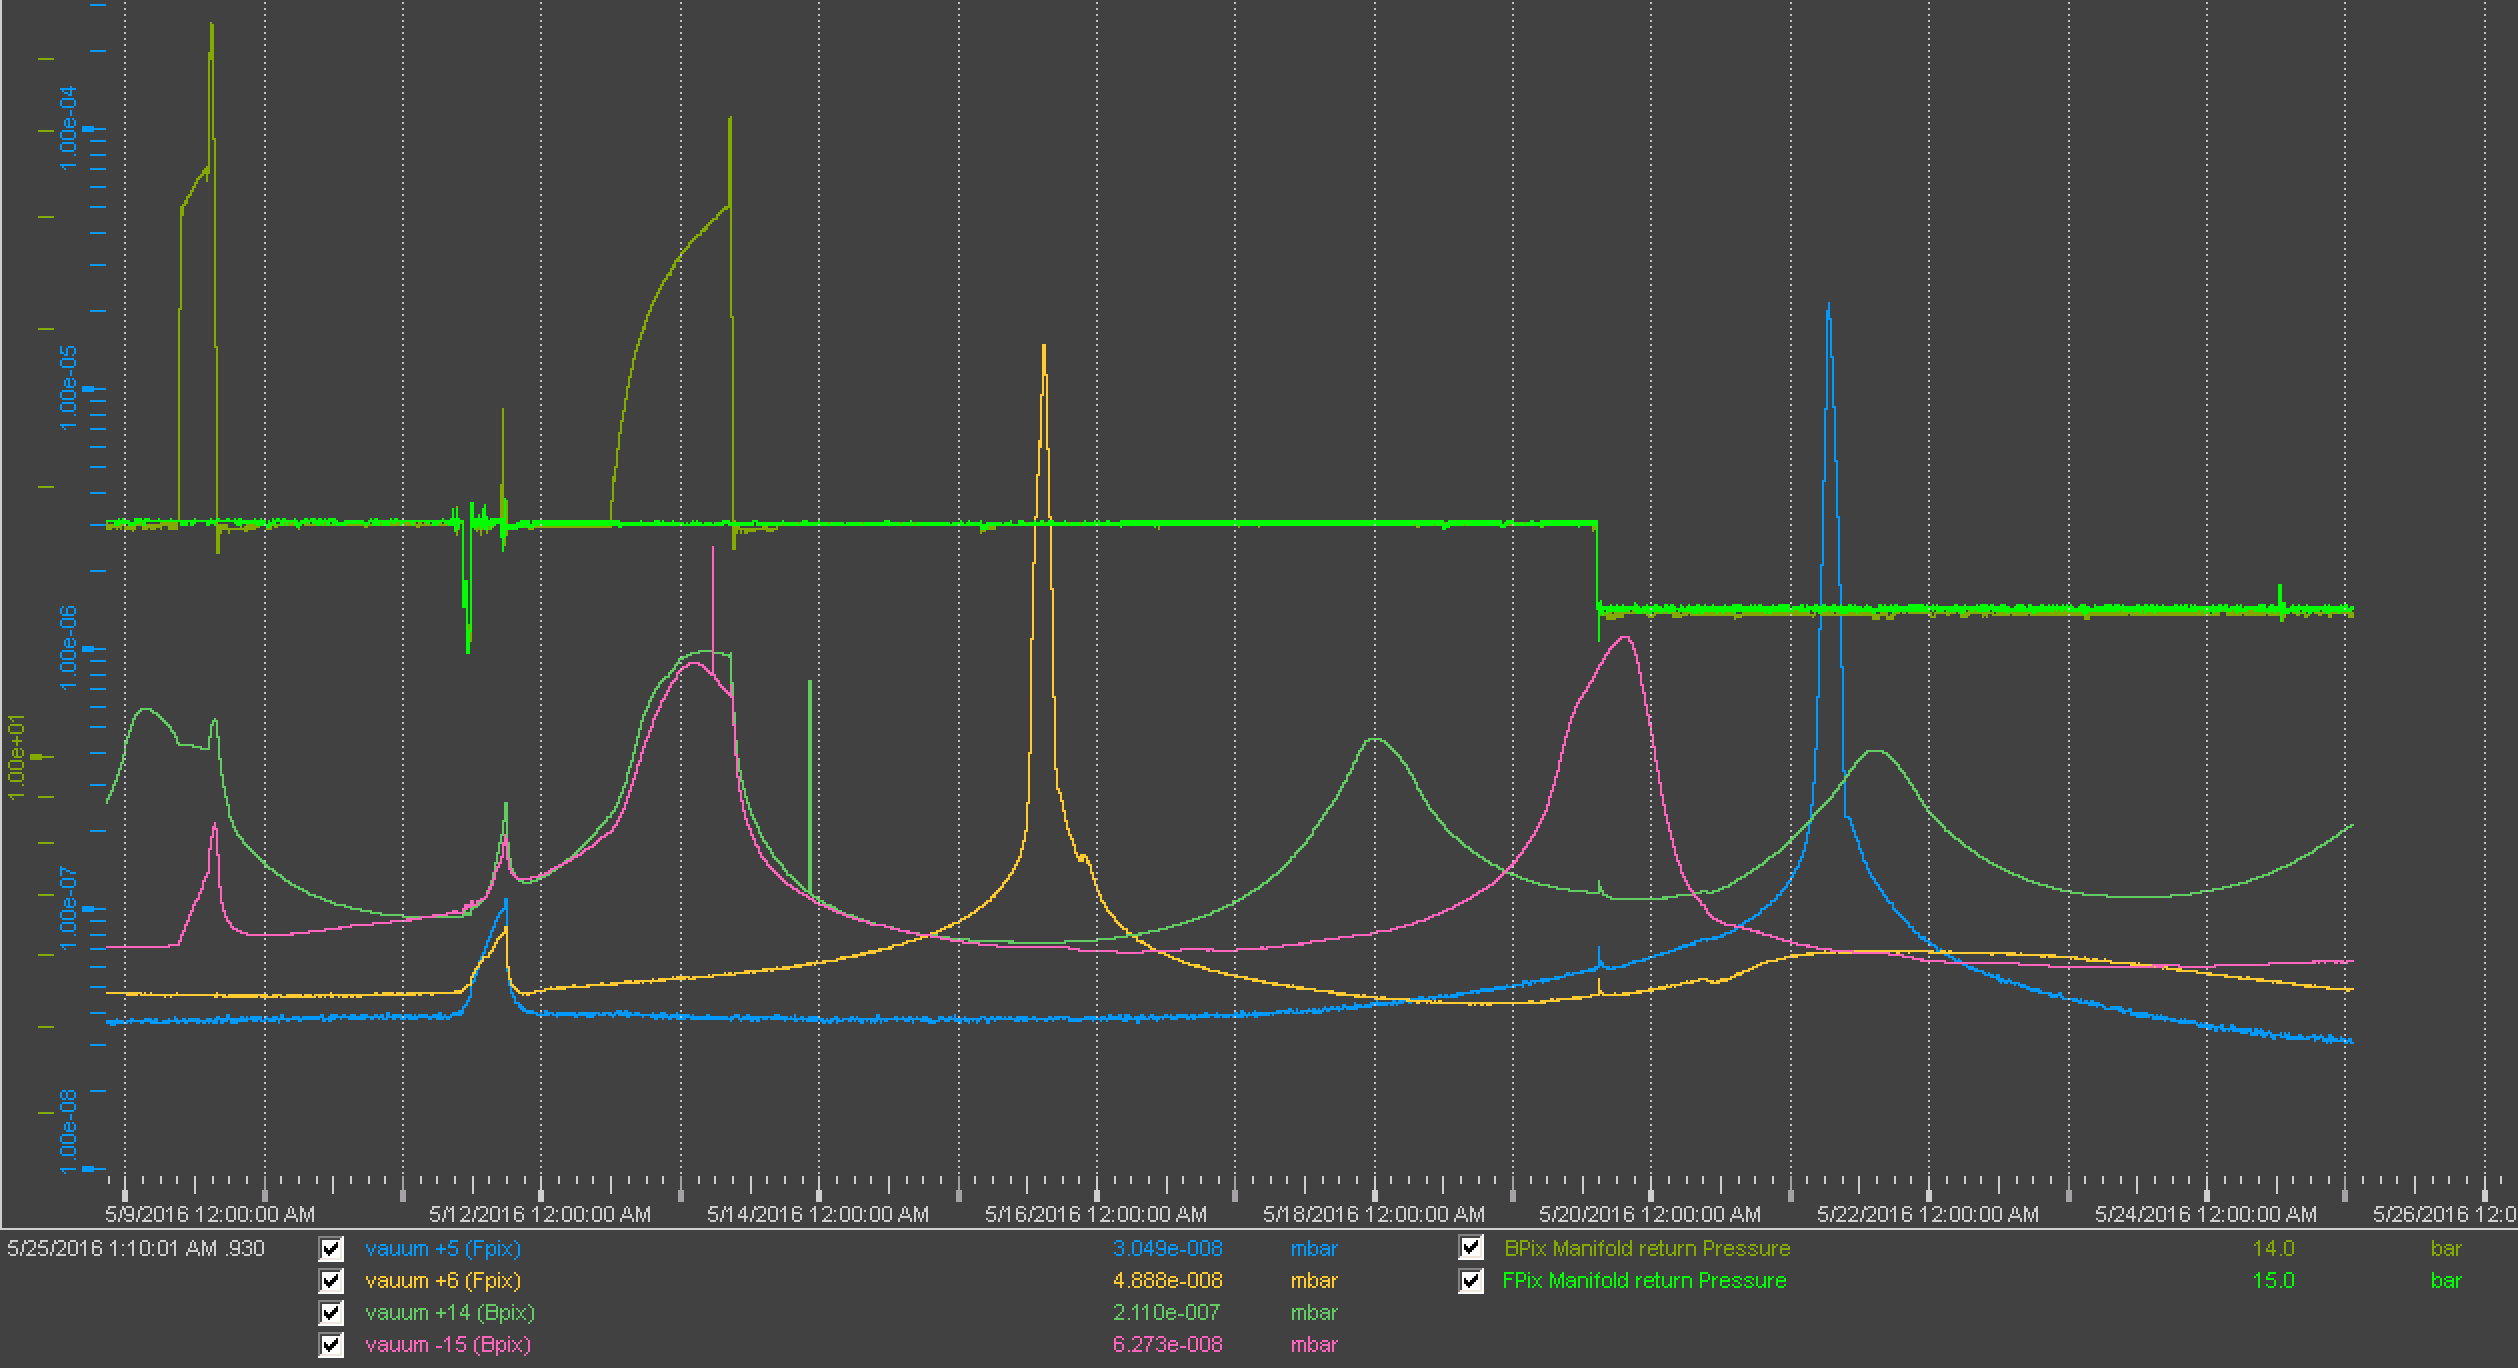 1.00e-04
1.00e-05
1.00e-06
1.00e+01
1.00e-07
1.00e-08
5/9/2016 12:00:00 AM 5/12/2016 12:00:00 AM 5/14/2016 12:00:00 AM 5/16/2016 12:00:00 AM 5/18/2016 12:00:00 AM 5/20/2016 12:00:00 AM 5/22/2016 12:00:00 AM 5/24/2016 12:00:00 AM 5/26/2016 12:0
5/25/2016 1:10:01 AM .930 vauum +5 (Fpix) 3.049e-008 mbar BPix Manifold return Pressure 14.0 bar
vauum +6 (Fpix) 4.888e-008 mbar FPix Manifold return Pressure 15.0 bar
vauum +14 (Bpix) 2.110e-007 mbar
vauum -15 (Bpix) 6.273e-008 mbar